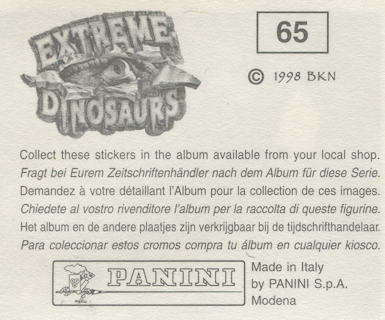 EXTREME
DINOSAURS
65
© 1998 BKN
Collect these stickers in the album available from your local shop.
Fragt bei Eurem Zeitschriftenhändler nach dem Album für diese Serie.
Demandez à votre détaillant l'Album pour la collection de ces images.
Chiedete al vostro rivenditore l'album per la raccolta di queste figurine.
Het album en de andere plaatjes zijn verkrijgbaar bij de tijdschrifthandelaar.
Para coleccionar estos cromos compra tu álbum en cualquier kiosco.
PANINI
Made in Italy
by PANINI S.p.A.
Modena